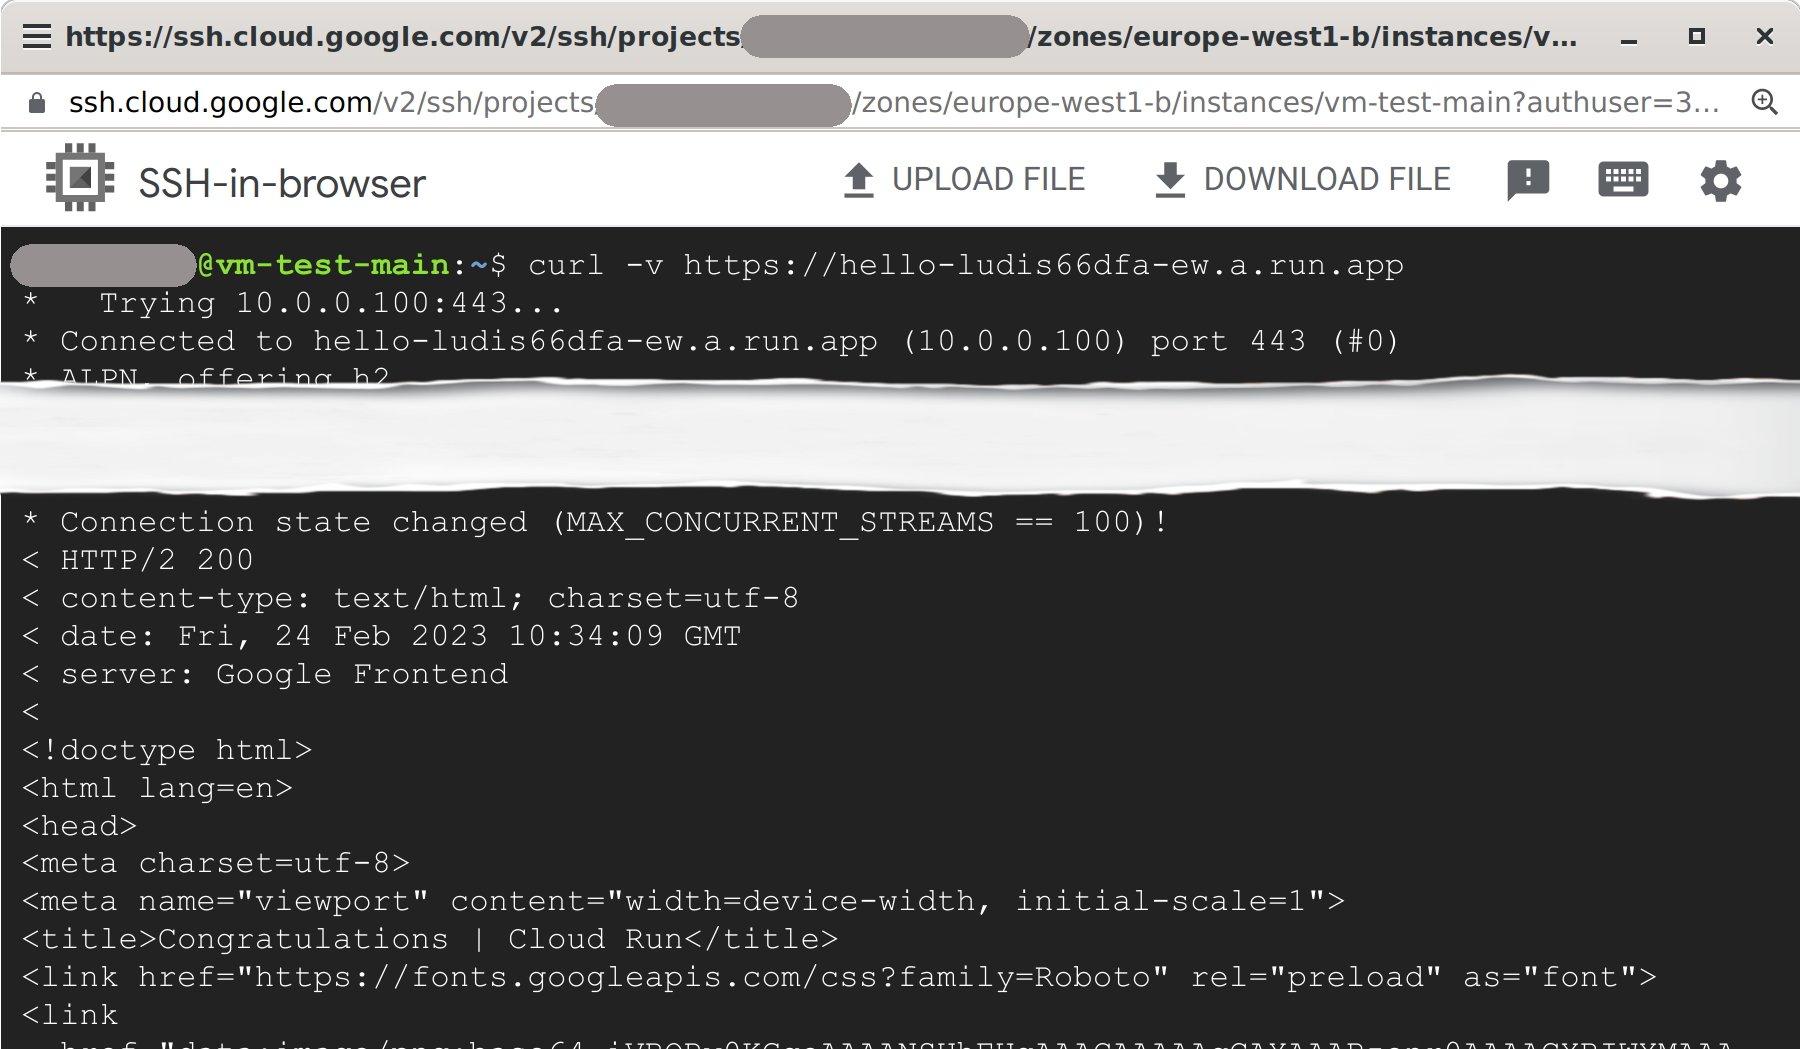 https://ssh.cloud.google.com/v2/ssh/projects/ /zones/europe-west1-b/instances/v...
ssh.cloud.google.com/v2/ssh/projects/ /zones/europe-west1-b/instances/vm-test-main?authuser=3...
SSH-in-browser UPLOAD FILE DOWNLOAD FILE
@vm-test-main:~$ curl -v https://hello-ludis66dfa-ew.a.run.app
*   Trying 10.0.0.100:443...
* Connected to hello-ludis66dfa-ew.a.run.app (10.0.0.100) port 443 (#0)
* ALPN, offering h2
* Connection state changed (MAX_CONCURRENT_STREAMS == 100)!
< HTTP/2 200
< content-type: text/html; charset=utf-8
< date: Fri, 24 Feb 2023 10:34:09 GMT
< server: Google Frontend
<
<!doctype html>
<html lang=en>
<head>
<meta charset=utf-8>
<meta name="viewport" content="width=device-width, initial-scale=1">
<title>Congratulations | Cloud Run</title>
<link href="https://fonts.googleapis.com/css?family=Roboto" rel="preload" as="font">
<link